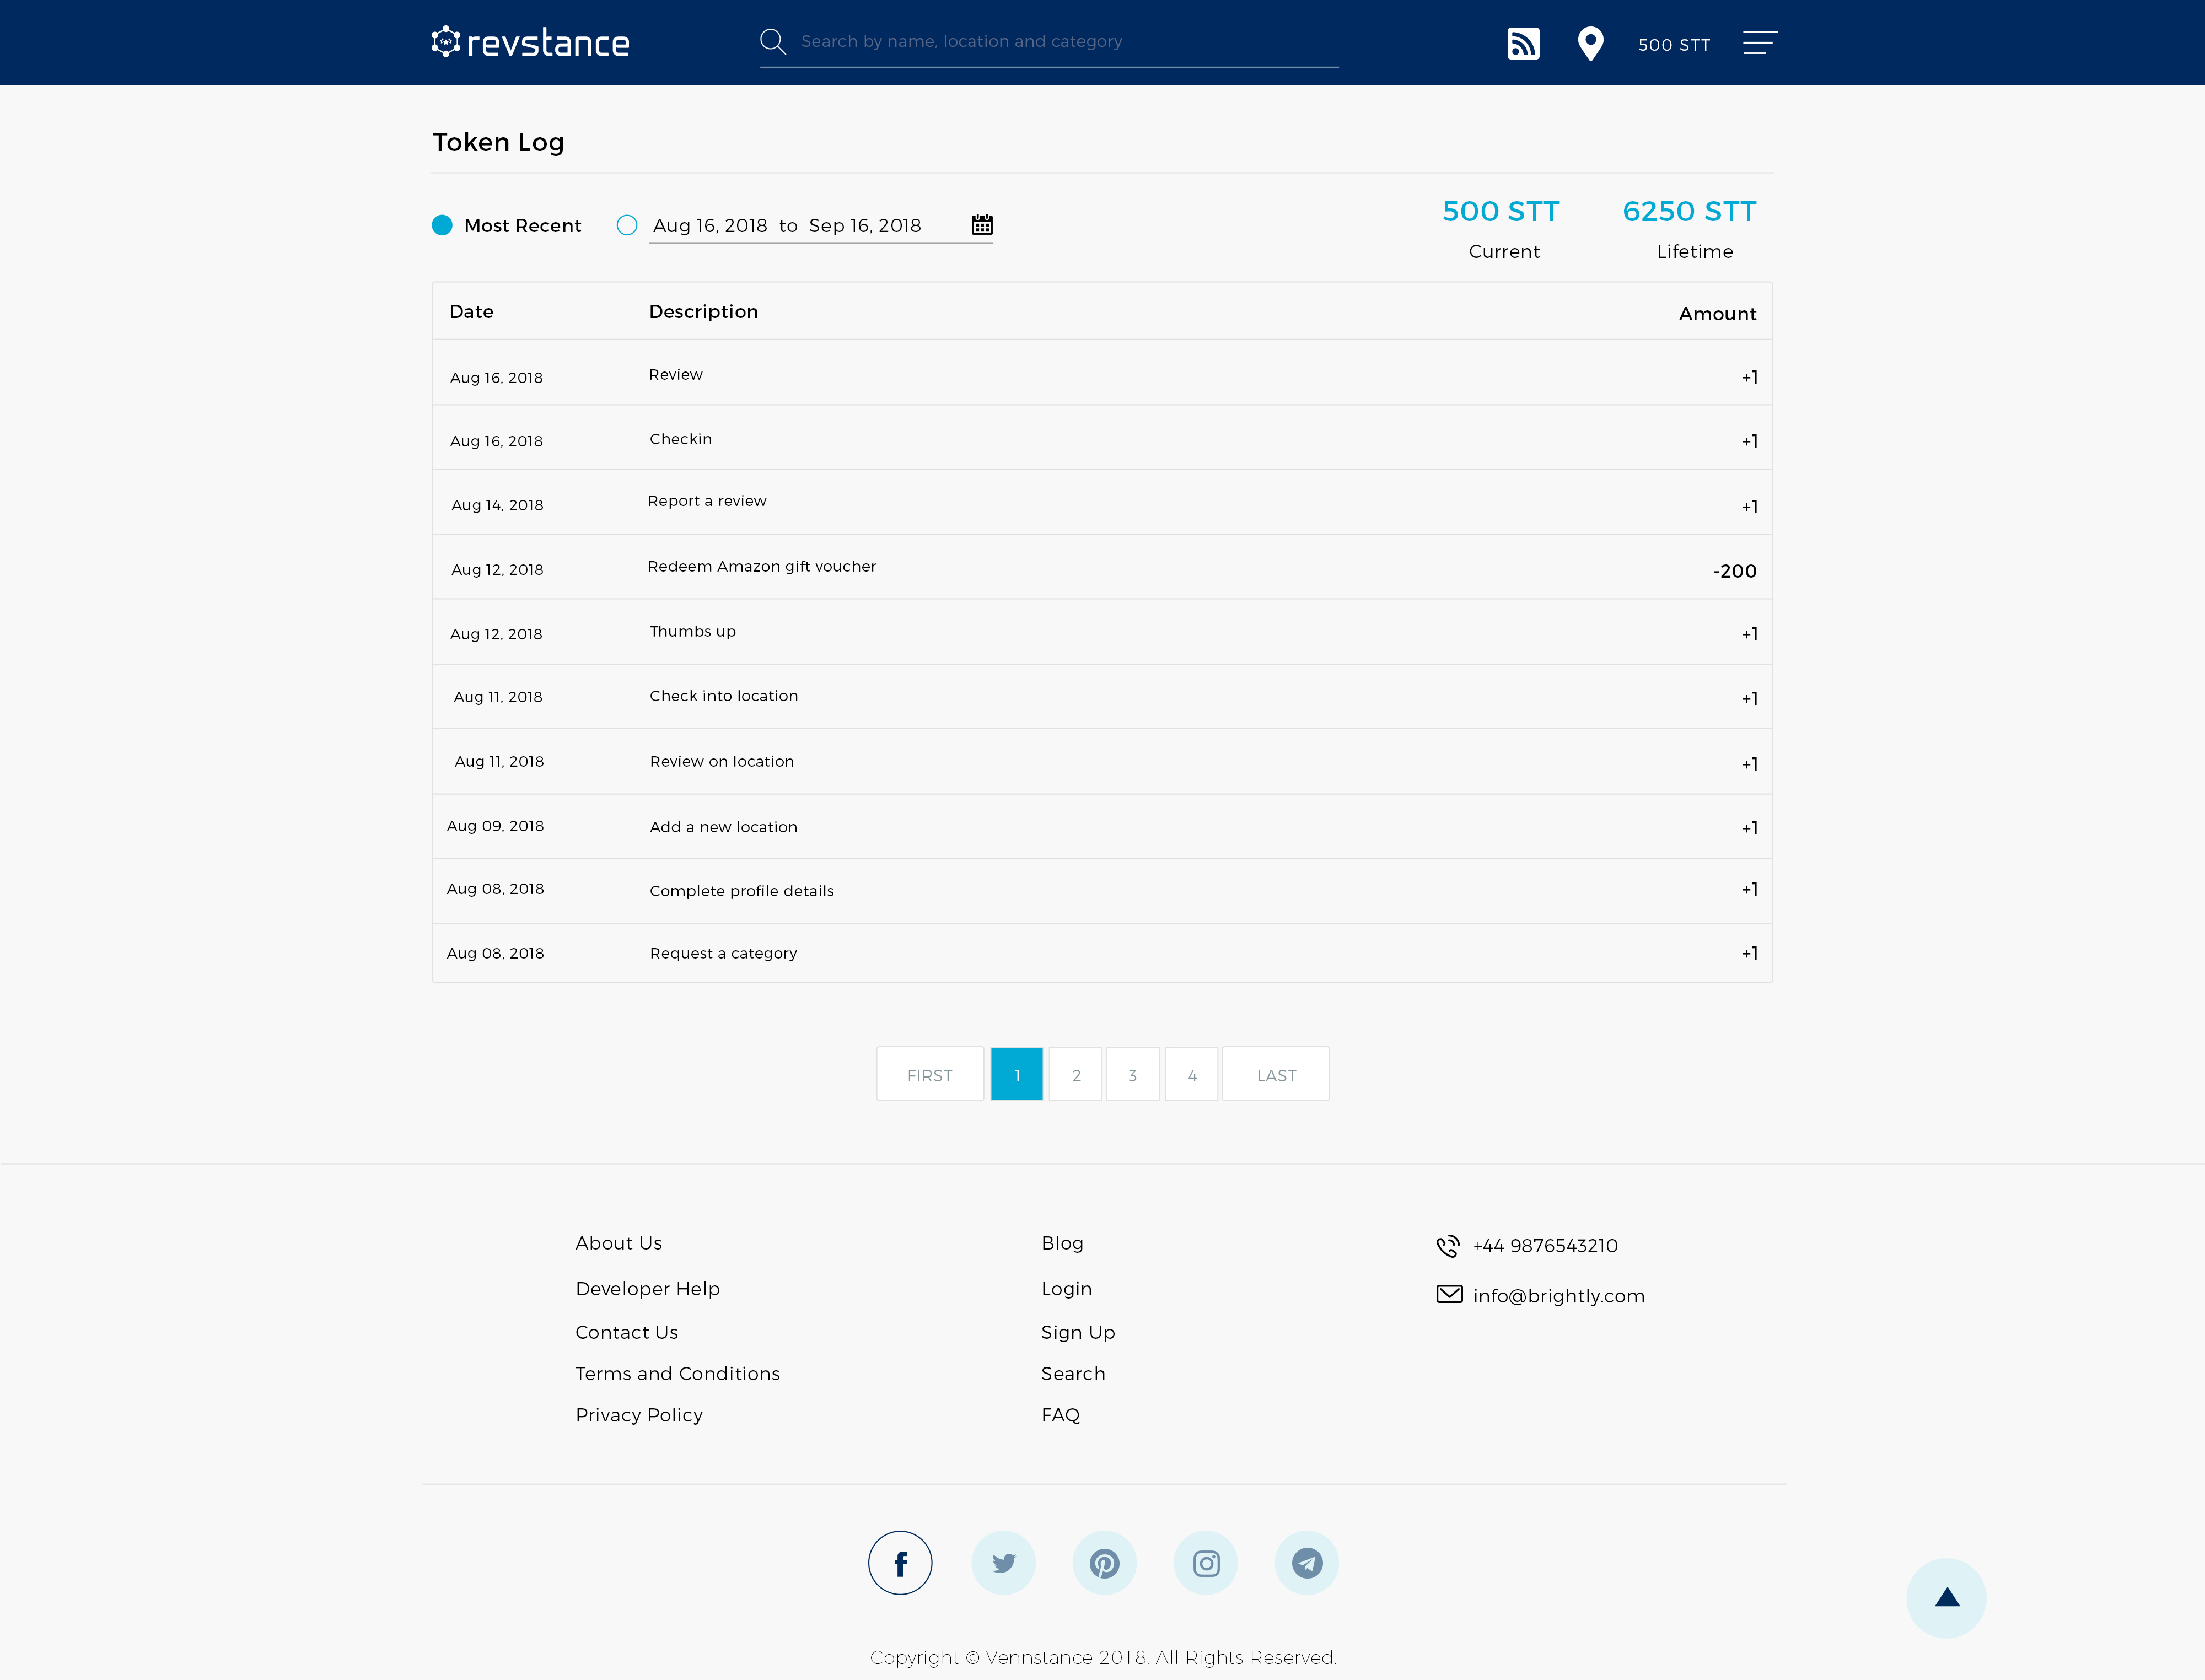 revstance
Search by name, location and category
500 STT
Token Log
Most Recent
Aug 16, 2018 to Sep 16, 2018
500 STT
Current
6250 STT
Lifetime
Date Description Amount
Aug 16, 2018 Review +1
Aug 16, 2018 Checkin +1
Aug 14, 2018 Report a review +1
Aug 12, 2018 Redeem Amazon gift voucher -200
Aug 12, 2018 Thumbs up +1
Aug 11, 2018 Check into location +1
Aug 11, 2018 Review on location +1
Aug 09, 2018 Add a new location +1
Aug 08, 2018 Complete profile details +1
Aug 08, 2018 Request a category +1
FIRST 1 2 3 4 LAST
About Us
Developer Help
Contact Us
Terms and Conditions
Privacy Policy
Blog
Login
Sign Up
Search
FAQ
+44 9876543210
info@brightly.com
Copyright © Vennstance 2018. All Rights Reserved.